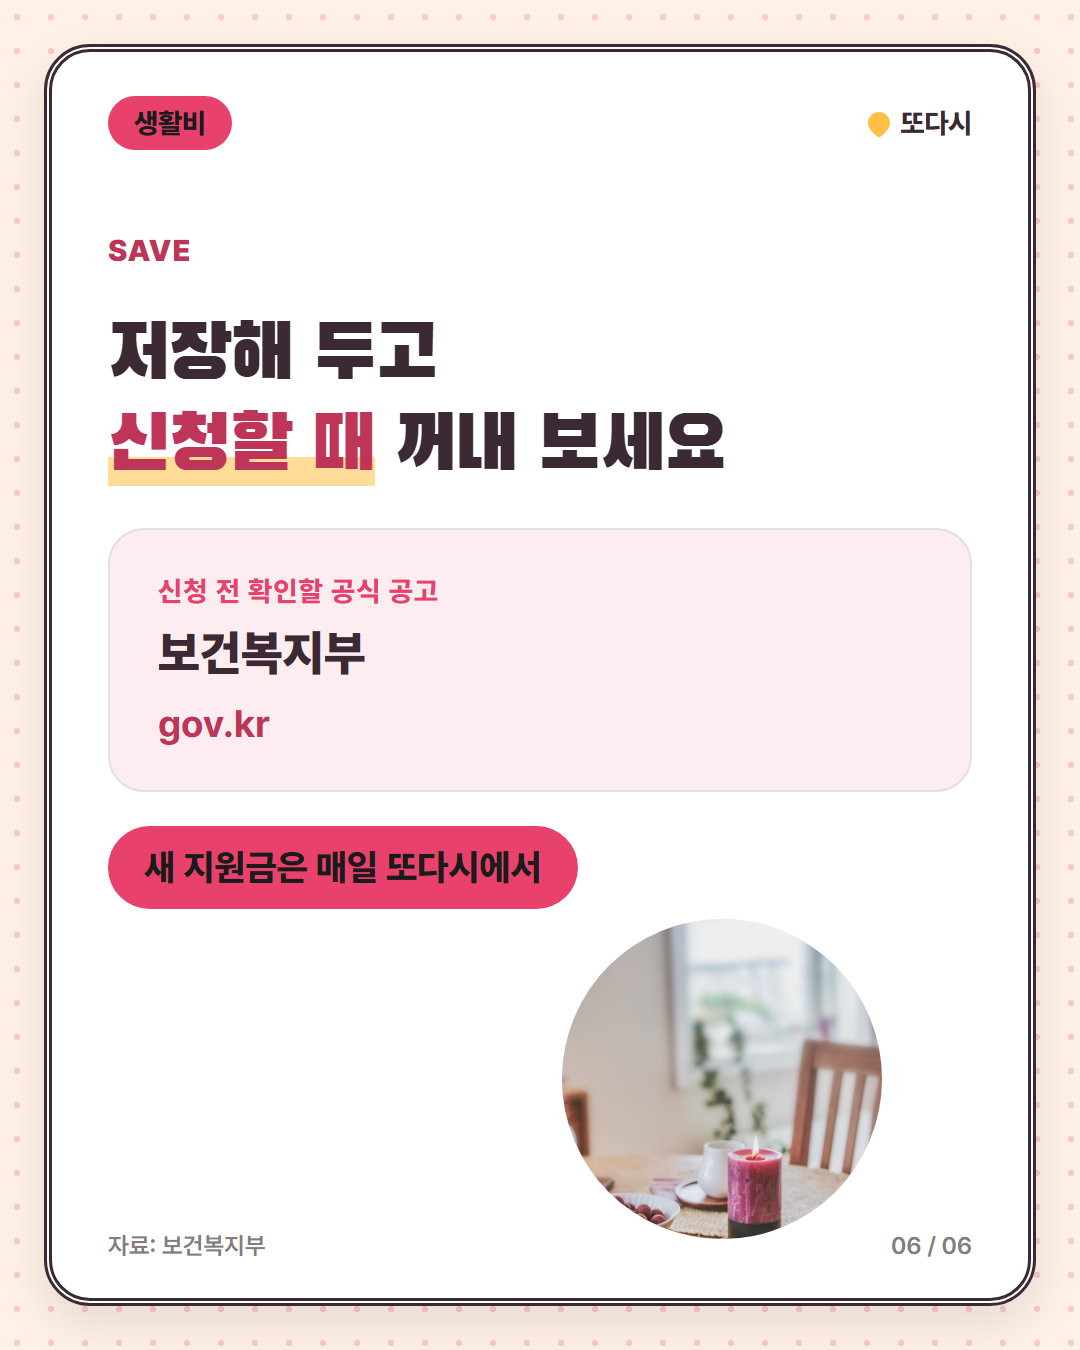 생활비
또다시
SAVE
저장해 두고
신청할 때 꺼내 보세요
신청 전 확인할 공식 공고
보건복지부
gov.kr
새 지원금은 매일 또다시에서
자료: 보건복지부
06 / 06